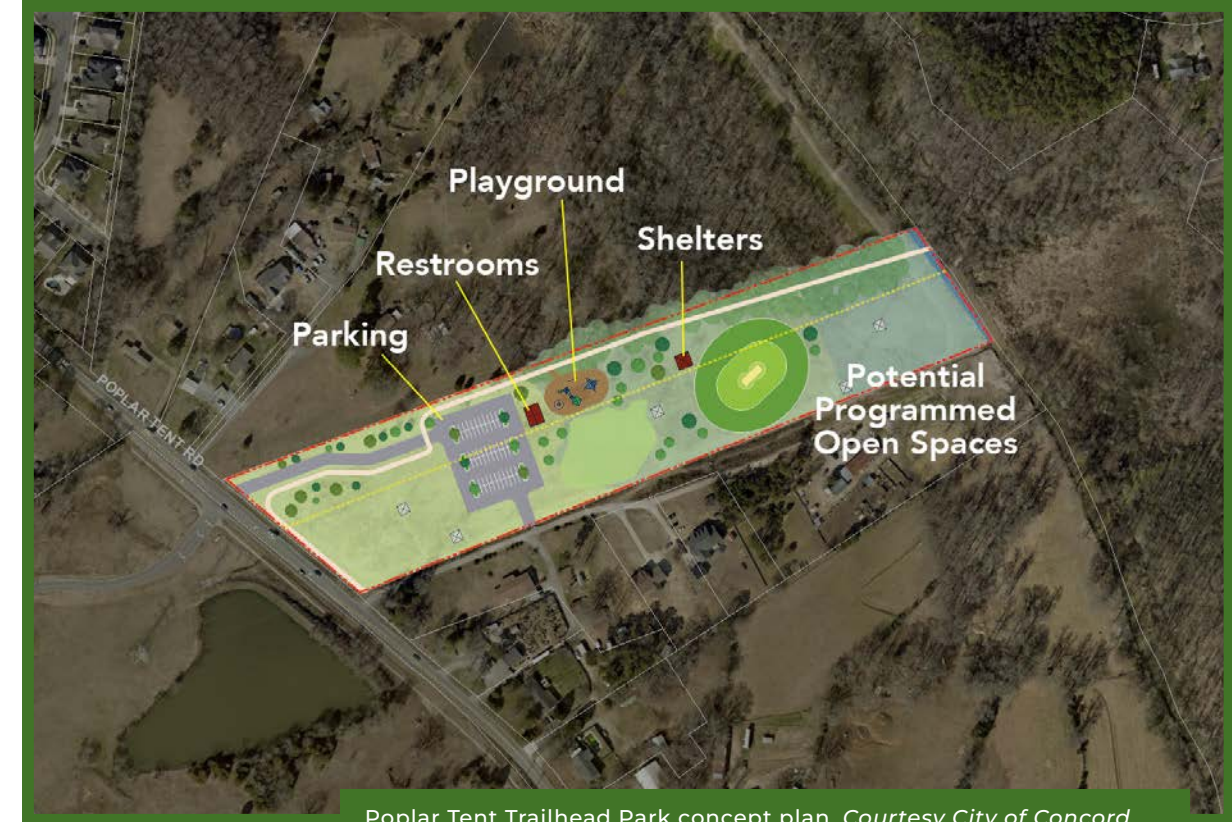 Playground
Shelters
Restrooms
Parking
POPLAR TENT RD
Potential
Programmed
Open Spaces
Poplar Tent Trailhead Park concept plan. Courtesy City of Concord